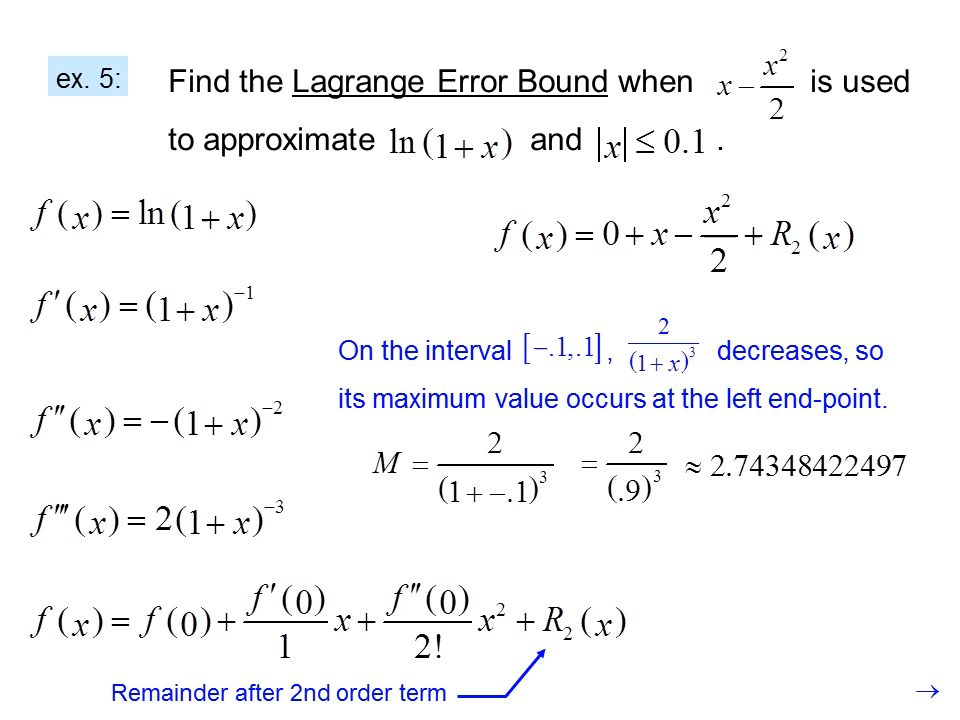 ex. 5: Find the Lagrange Error Bound when x − x²/2 is used
to approximate ln (1 + x) and |x| ≤ 0.1 .
f (x) = ln (1 + x)
f (x) = 0 + x − x²/2 + R₂ (x)
f ′ (x) = (1 + x)⁻¹
On the interval [−.1,.1] , 2/(1 + x)³ decreases, so
its maximum value occurs at the left end-point.
f ″ (x) = −(1 + x)⁻²
M = 2/(1 + −.1)³ = 2/(.9)³ ≈ 2.74348422497
f ‴ (x) = 2(1 + x)⁻³
f (x) = f (0) + f ′ (0)/1 x + f ″ (0)/2! x² + R₂ (x)
Remainder after 2nd order term
→